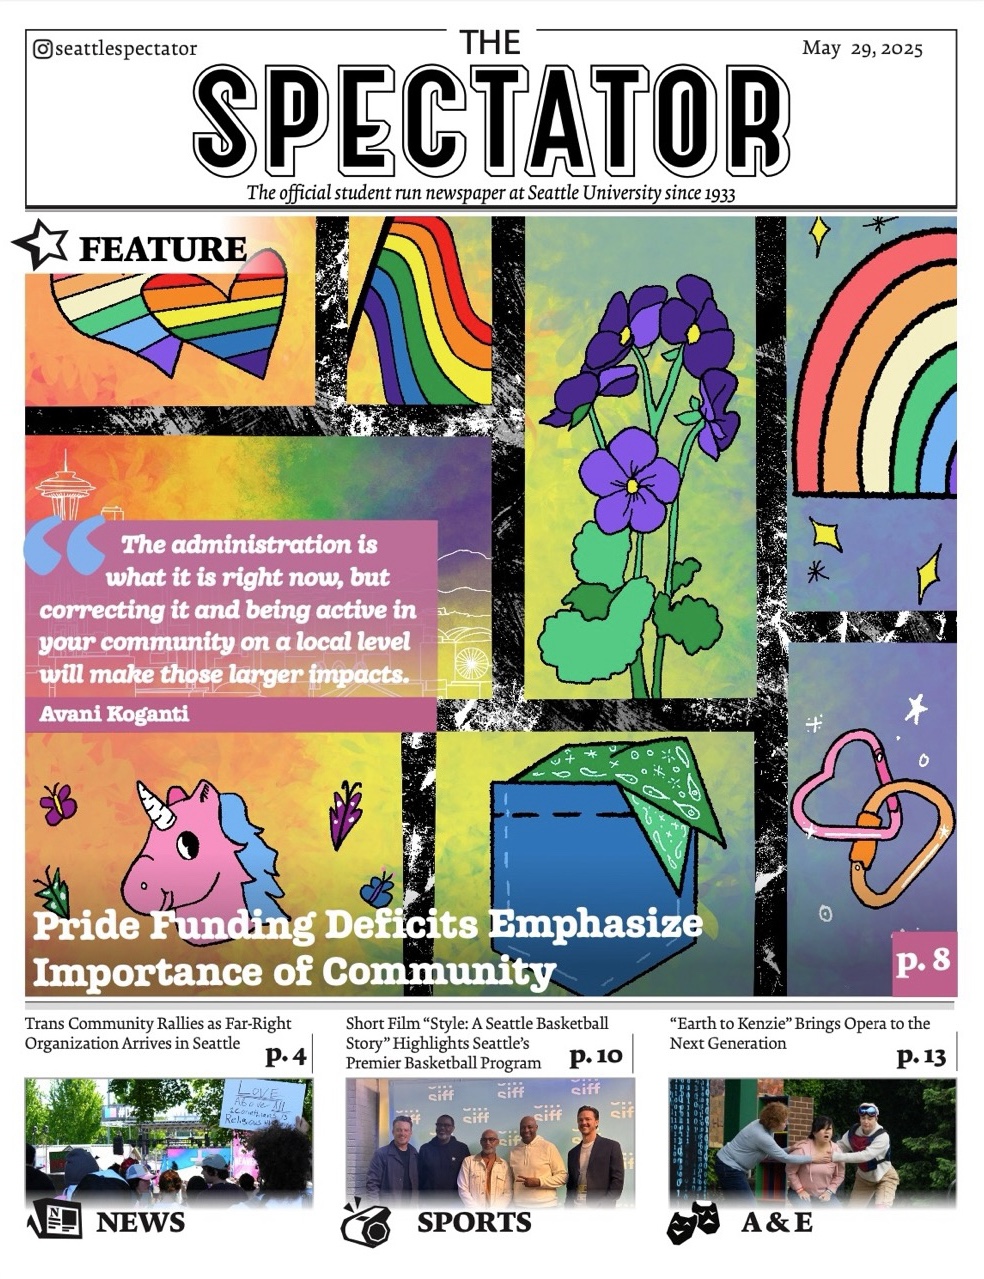 seattlespectator
THE
May 29, 2025
SPECTATOR
The official student run newspaper at Seattle University since 1933
FEATURE
“
The administration is
what it is right now, but
correcting it and being active in
your community on a local level
will make those larger impacts.
Avani Koganti
Pride Funding Deficits Emphasize
Importance of Community
p. 8
Trans Community Rallies as Far-Right
Organization Arrives in Seattle
p. 4
Short Film “Style: A Seattle Basketball
Story” Highlights Seattle’s
Premier Basketball Program
p. 10
“Earth to Kenzie” Brings Opera to the
Next Generation
p. 13
LOVE
Above All
siff
siff
siff
NEWS
SPORTS
A & E